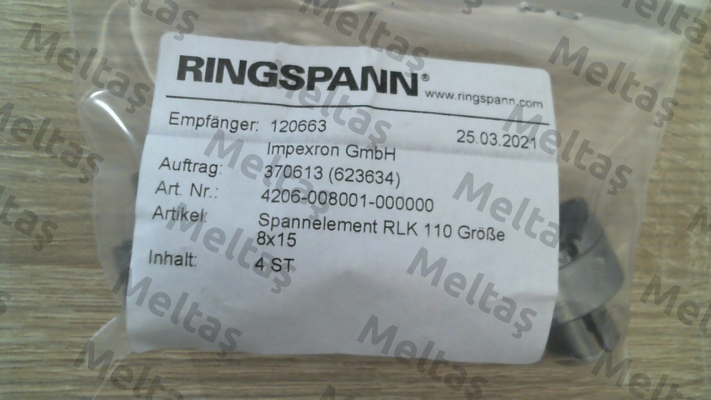 RINGSPANN®
www.ringspann.com
Empfänger: 120663 25.03.2021
Impexron GmbH
Auftrag: 370613 (623634)
Art. Nr.: 4206-008001-000000
Artikel: Spannelement RLK 110 Größe
8x15
Inhalt: 4 ST
Meltaş